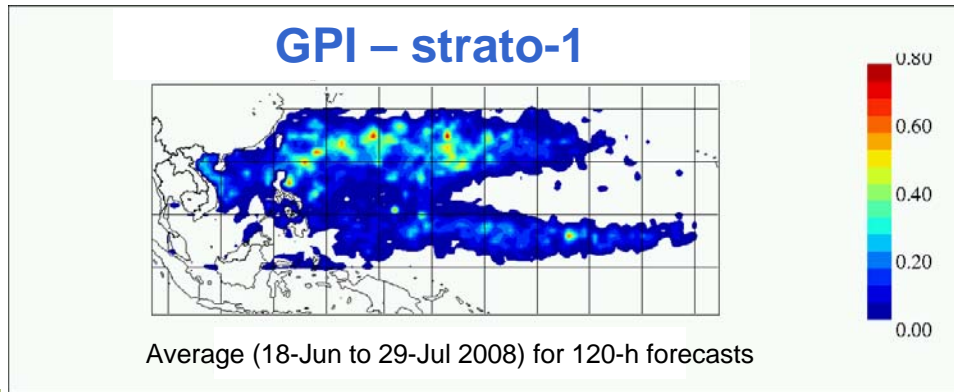 GPI – strato-1
0.80
0.60
0.40
0.20
0.00
Average (18-Jun to 29-Jul 2008) for 120-h forecasts